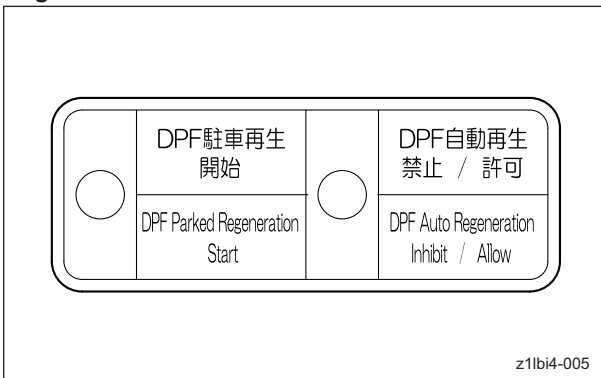 DPF駐車再生
開始
DPF Parked Regeneration
Start
DPF自動再生
禁止 / 許可
DPF Auto Regeneration
Inhibit / Allow
z1lbi4-005